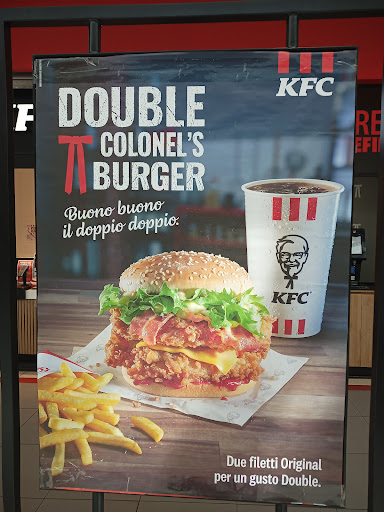 KFC
DOUBLE
COLONEL'S
BURGER
Buono buono
il doppio doppio.
KFC
Due filetti Original
per un gusto Double.